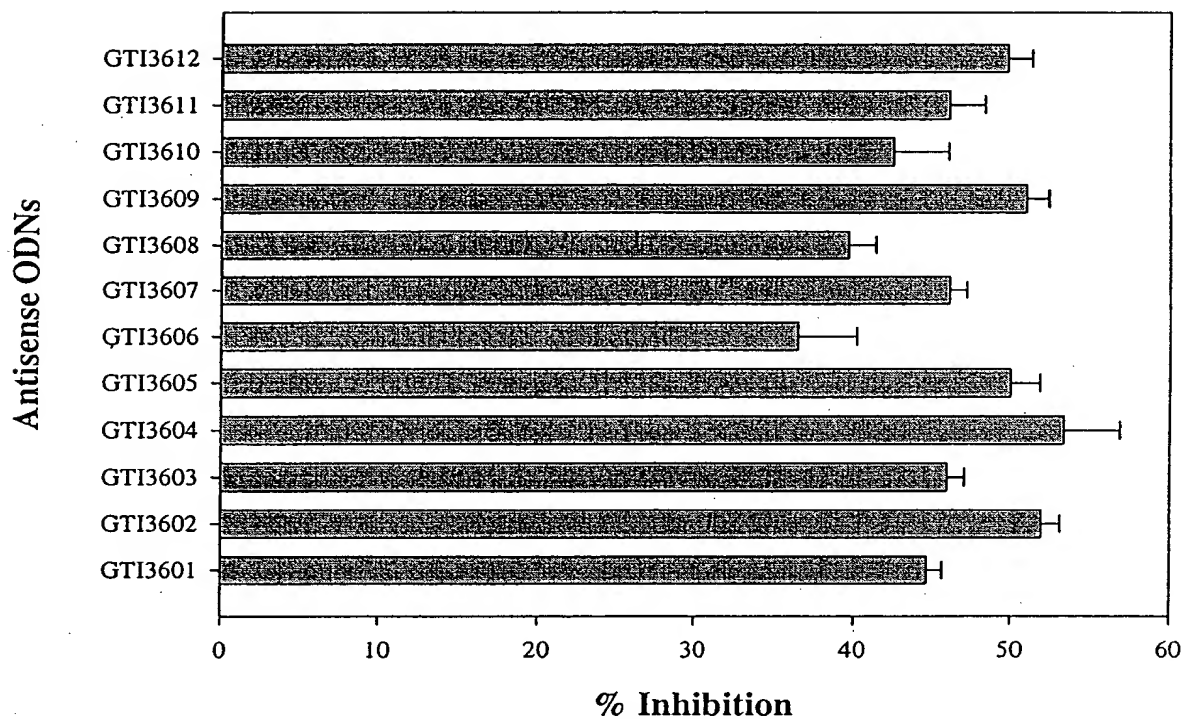 Antisense ODNs
GTI3612
GTI3611
GTI3610
GTI3609
GTI3608
GTI3607
GTI3606
GTI3605
GTI3604
GTI3603
GTI3602
GTI3601
0 10 20 30 40 50 60
% Inhibition